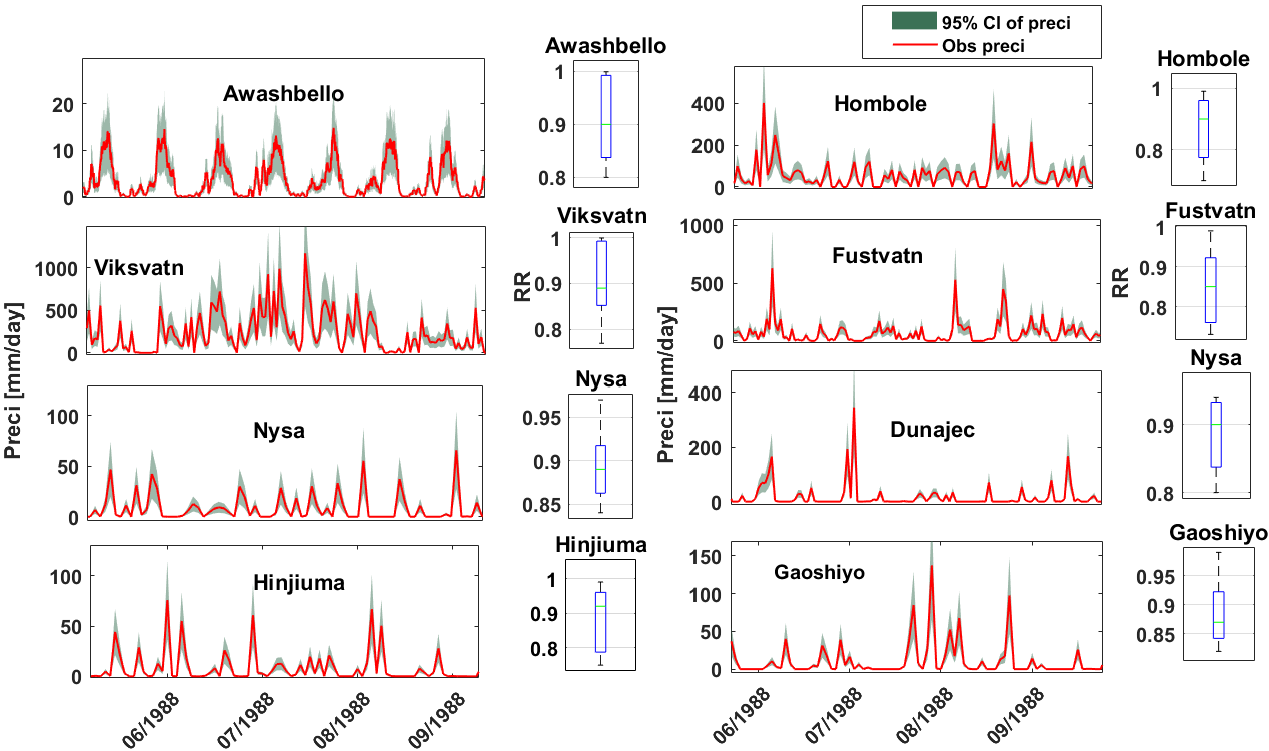 95% CI of preci
Obs preci
Awashbello
20
10
0
Awashbello
1
0.9
0.8
Hombole
400
200
0
Hombole
1
0.8
Viksvatn
1000
500
0
Viksvatn
1
0.9
0.8
RR
Fustvatn
1000
500
0
Fustvatn
1
0.9
0.8
RR
Preci [mm/day]
Nysa
100
50
0
Nysa
0.95
0.9
0.85
Preci [mm/day]
Dunajec
400
200
0
Nysa
0.9
0.8
Hinjiuma
100
50
0
06/1988
07/1988
08/1988
09/1988
Hinjiuma
1
0.9
0.8
Gaoshiyo
150
100
50
0
06/1988
07/1988
08/1988
09/1988
Gaoshiyo
0.95
0.9
0.85